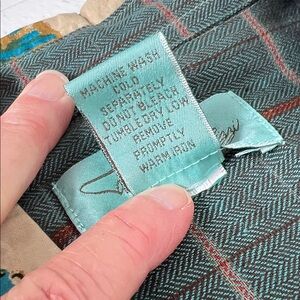 MACHINE WASH
COLD
SEPARATELY
DO NOT BLEACH
TUMBLE DRY LOW
REMOVE
PROMPTLY
WARM IRON